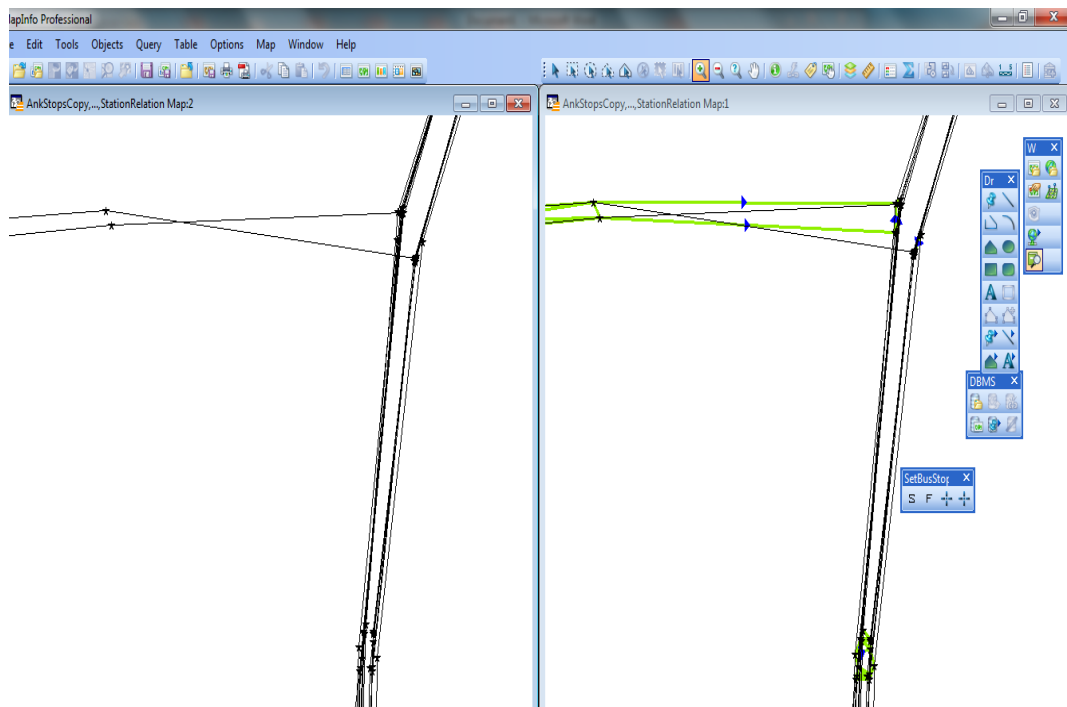 MapInfo Professional
e Edit Tools Objects Query Table Options Map Window Help
AnkStopsCopy,...,StationRelation Map:2
AnkStopsCopy,...,StationRelation Map:1
W X
Dr X
DBMS X
SetBusStop X
S F